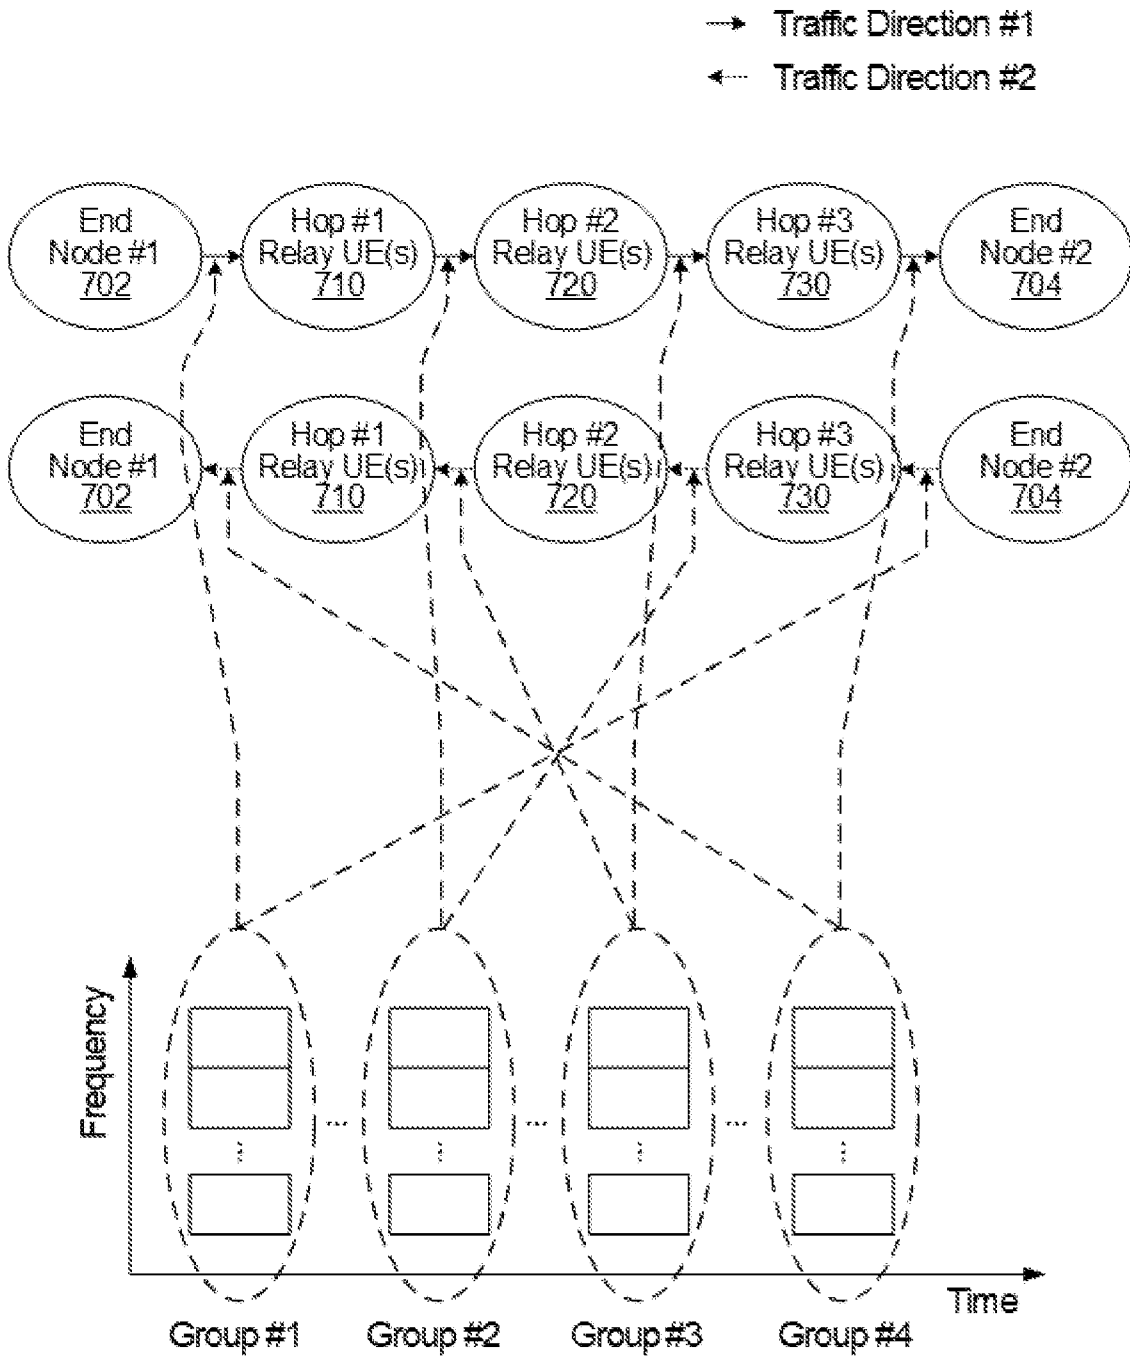 Traffic Direction #1
Traffic Direction #2
End
Node #1
702
Hop #1
Relay UE(s)
710
Hop #2
Relay UE(s)
720
Hop #3
Relay UE(s)
730
End
Node #2
704
End
Node #1
702
Hop #1
Relay UE(s)
710
Hop #2
Relay UE(s)
720
Hop #3
Relay UE(s)
730
End
Node #2
704
Frequency
... ... ...
... ... ... ...
Time
Group #1
Group #2
Group #3
Group #4